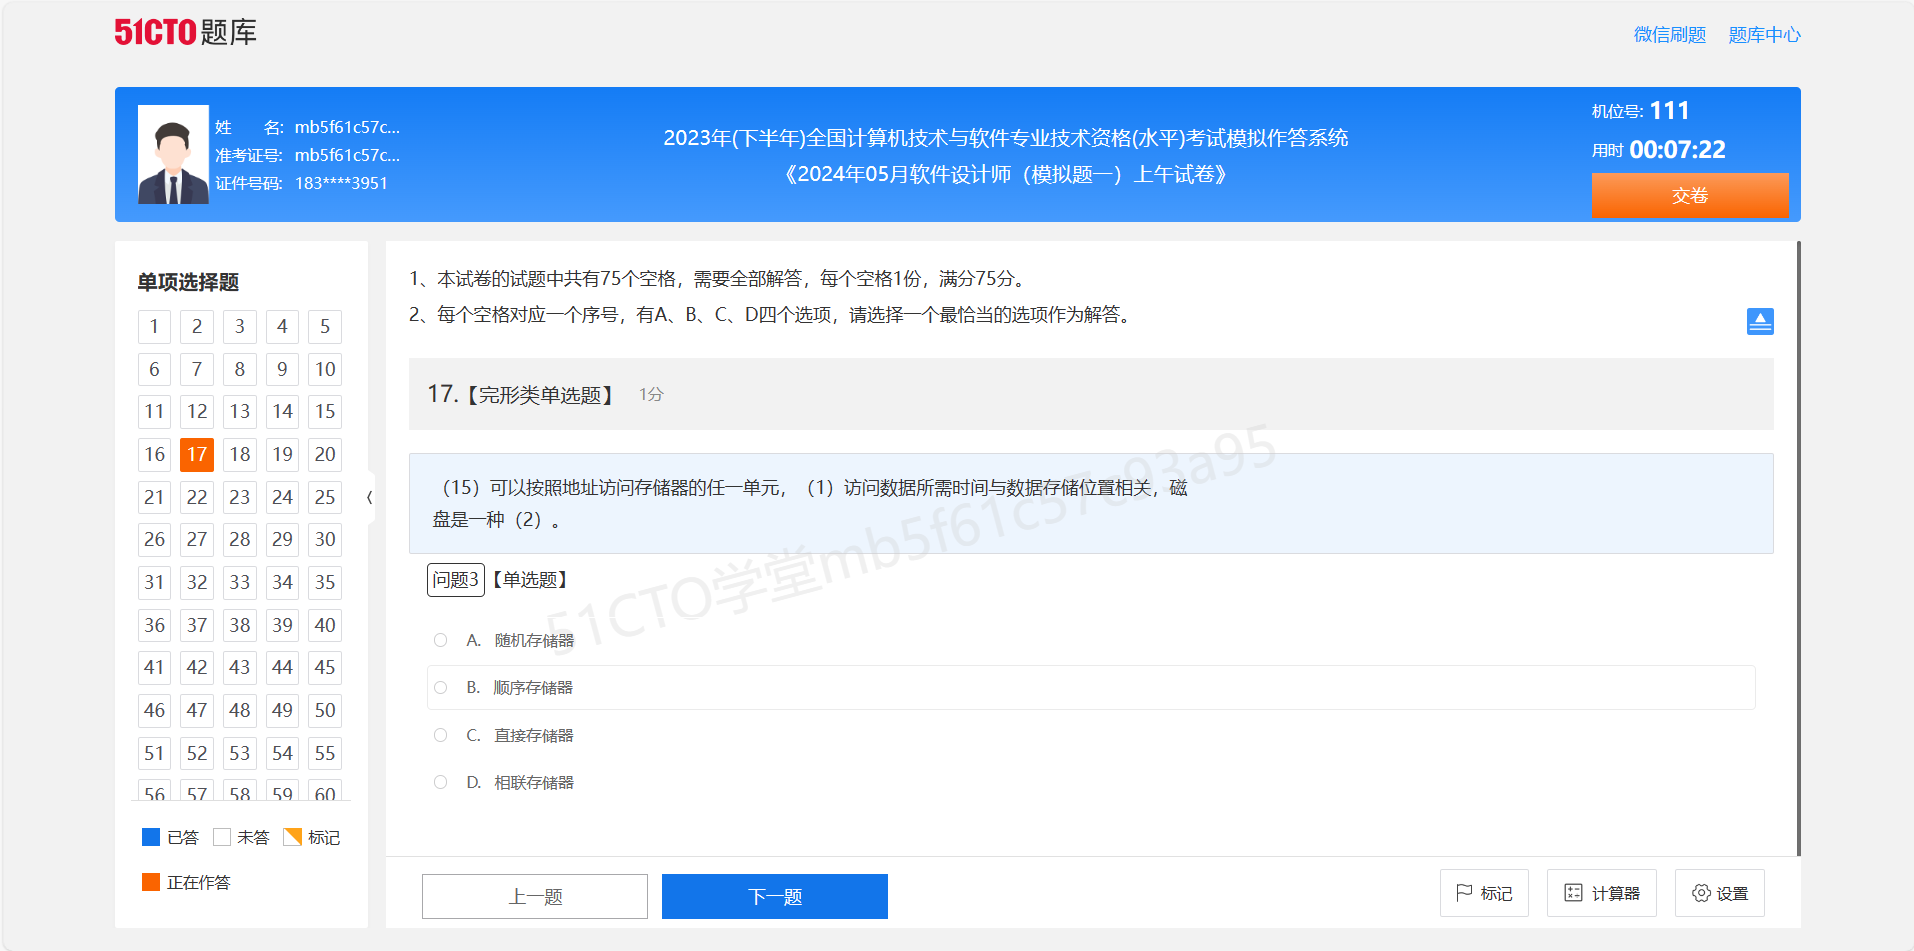 51CTO题库
微信刷题 题库中心
姓 名: mb5f61c57c...
准考证号: mb5f61c57c...
证件号码: 183****3951
2023年(下半年)全国计算机技术与软件专业技术资格(水平)考试模拟作答系统
《2024年05月软件设计师（模拟题一）上午试卷》
机位号: 111
用时 00:07:22
交卷
单项选择题
1 2 3 4 5
6 7 8 9 10
11 12 13 14 15
16 17 18 19 20
21 22 23 24 25
26 27 28 29 30
31 32 33 34 35
36 37 38 39 40
41 42 43 44 45
46 47 48 49 50
51 52 53 54 55
56 57 58 59 60
已答 未答 标记
正在作答
1、本试卷的试题中共有75个空格，需要全部解答，每个空格1份，满分75分。
2、每个空格对应一个序号，有A、B、C、D四个选项，请选择一个最恰当的选项作为解答。
17.【完形类单选题】 1分
（15）可以按照地址访问存储器的任一单元，（1）访问数据所需时间与数据存储位置相关，磁
盘是一种（2）。
问题3【单选题】
A. 随机存储器
B. 顺序存储器
C. 直接存储器
D. 相联存储器
51CTO学堂mb5f61c57c93a95
上一题 下一题
标记 计算器 设置